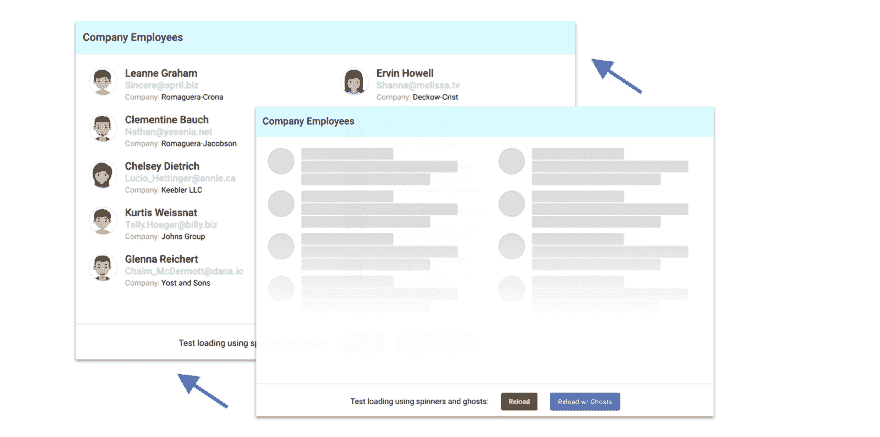 Company Employees
Leanne Graham
Sincere@april.biz
Company: Romaguera-Crona
Ervin Howell
Shanna@melissa.tv
Company: Deckow-Crist
Clementine Bauch
Nathan@yesenia.net
Company: Romaguera-Jacobson
Chelsey Dietrich
Lucio_Hettinger@annie.ca
Company: Keebler LLC
Kurtis Weissnat
Telly.Hoeger@billy.biz
Company: Johns Group
Glenna Reichert
Chaim_McDermott@dana.io
Company: Yost and Sons
Test loading using
Company Employees
Test loading using spinners and ghosts:
Reload
Reload w/ Ghosts